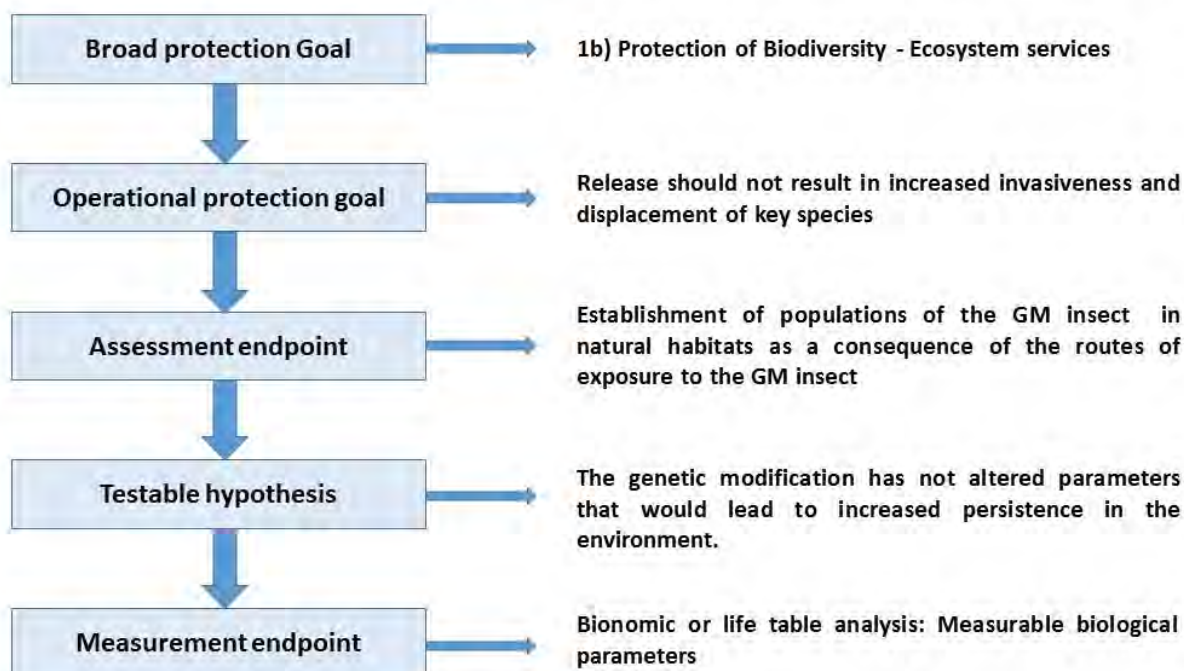 Broad protection Goal
1b) Protection of Biodiversity - Ecosystem services
Operational protection goal
Release should not result in increased invasiveness and
displacement of key species
Assessment endpoint
Establishment of populations of the GM insect in
natural habitats as a consequence of the routes of
exposure to the GM insect
Testable hypothesis
The genetic modification has not altered parameters
that would lead to increased persistence in the
environment.
Measurement endpoint
Bionomic or life table analysis: Measurable biological
parameters